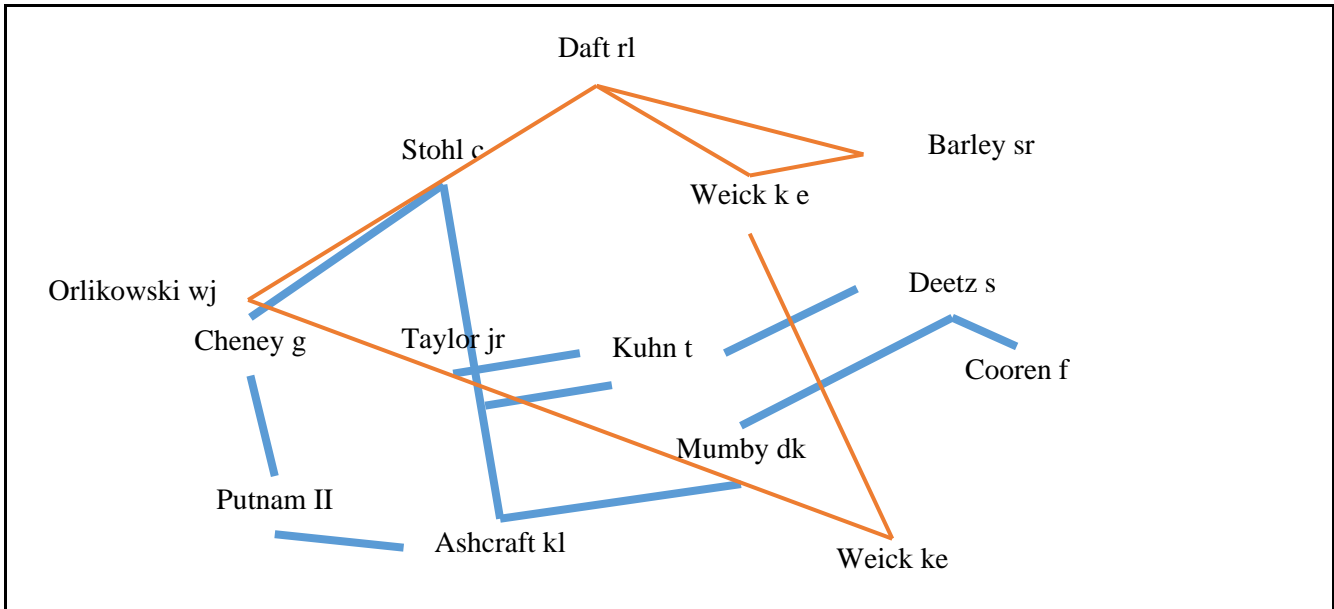 Daft rl
Stohl c
Barley sr
Weick k e
Deetz s
Orlikowski wj
Cheney g
Taylor jr
Kuhn t
Cooren f
Mumby dk
Putnam II
Ashcraft kl
Weick ke